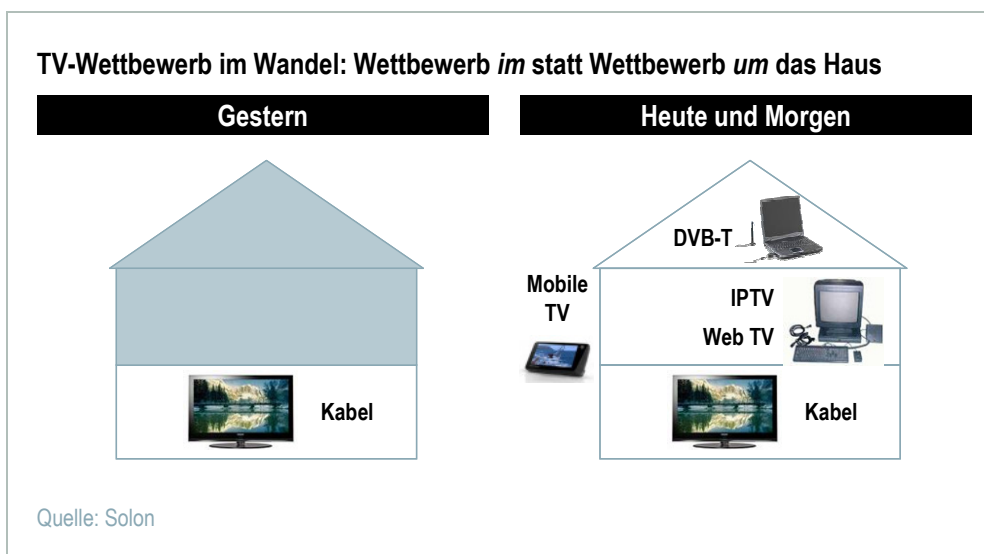 TV-Wettbewerb im Wandel: Wettbewerb im statt Wettbewerb um das Haus
Gestern
Kabel
Heute und Morgen
DVB-T
Mobile
TV
IPTV
Web TV
Kabel
Quelle: Solon